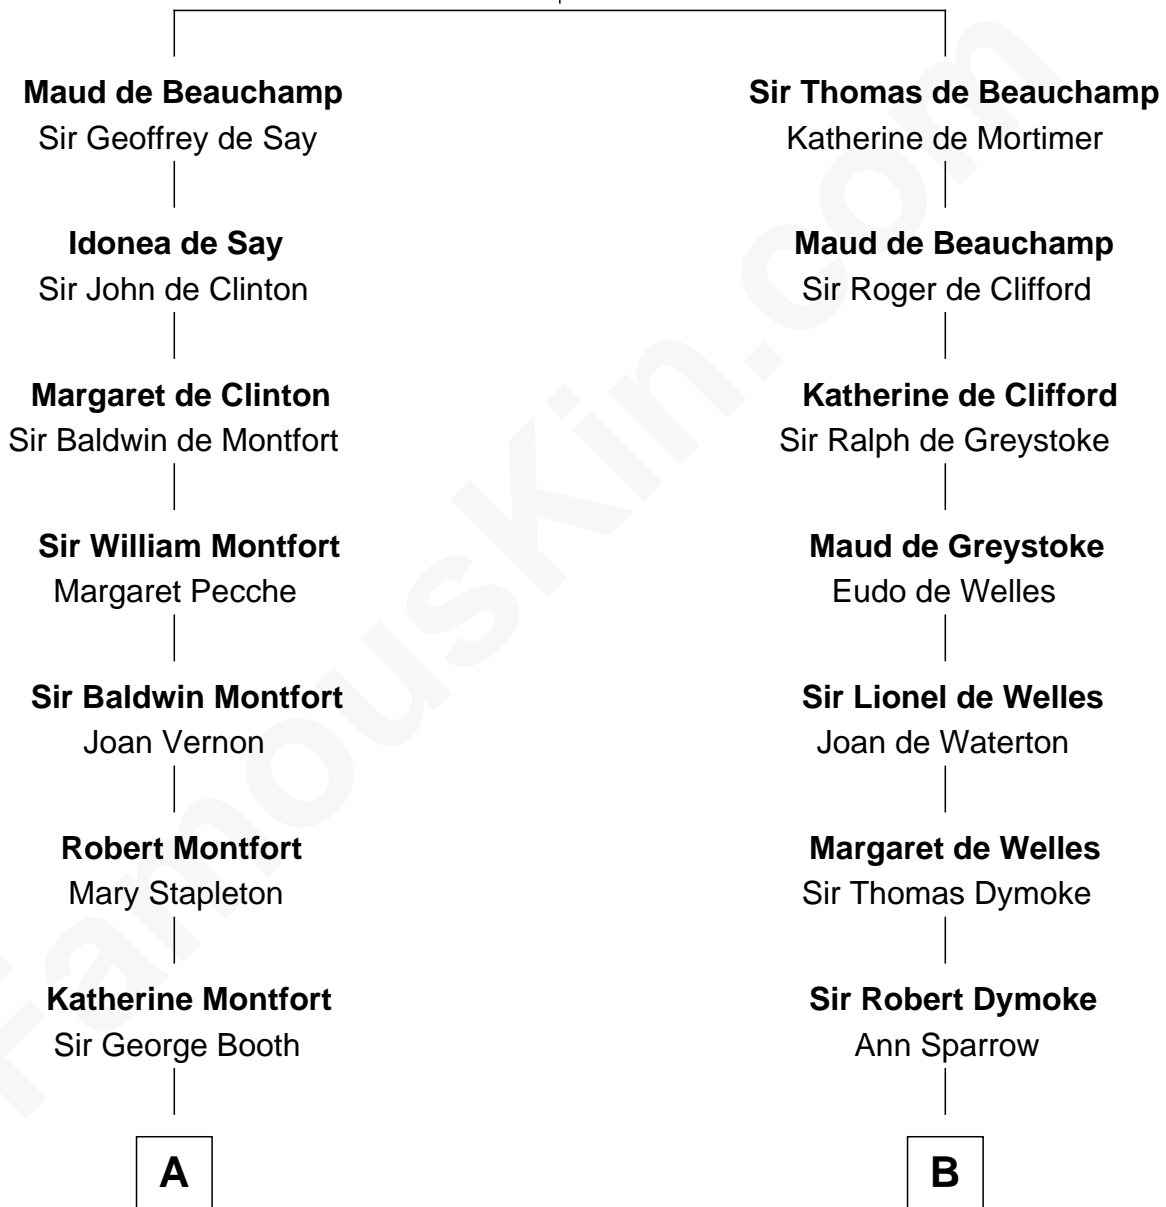 Maud de Beauchamp
Sir Geoffrey de Say
Idonea de Say
Sir John de Clinton
Margaret de Clinton
Sir Baldwin de Montfort
Sir William Montfort
Margaret Pecche
Sir Baldwin Montfort
Joan Vernon
Robert Montfort
Mary Stapleton
Katherine Montfort
Sir George Booth
A
Sir Thomas de Beauchamp
Katherine de Mortimer
Maud de Beauchamp
Sir Roger de Clifford
Katherine de Clifford
Sir Ralph de Greystoke
Maud de Greystoke
Eudo de Welles
Sir Lionel de Welles
Joan de Waterton
Margaret de Welles
Sir Thomas Dymoke
Sir Robert Dymoke
Ann Sparrow
B
FamousKin.com